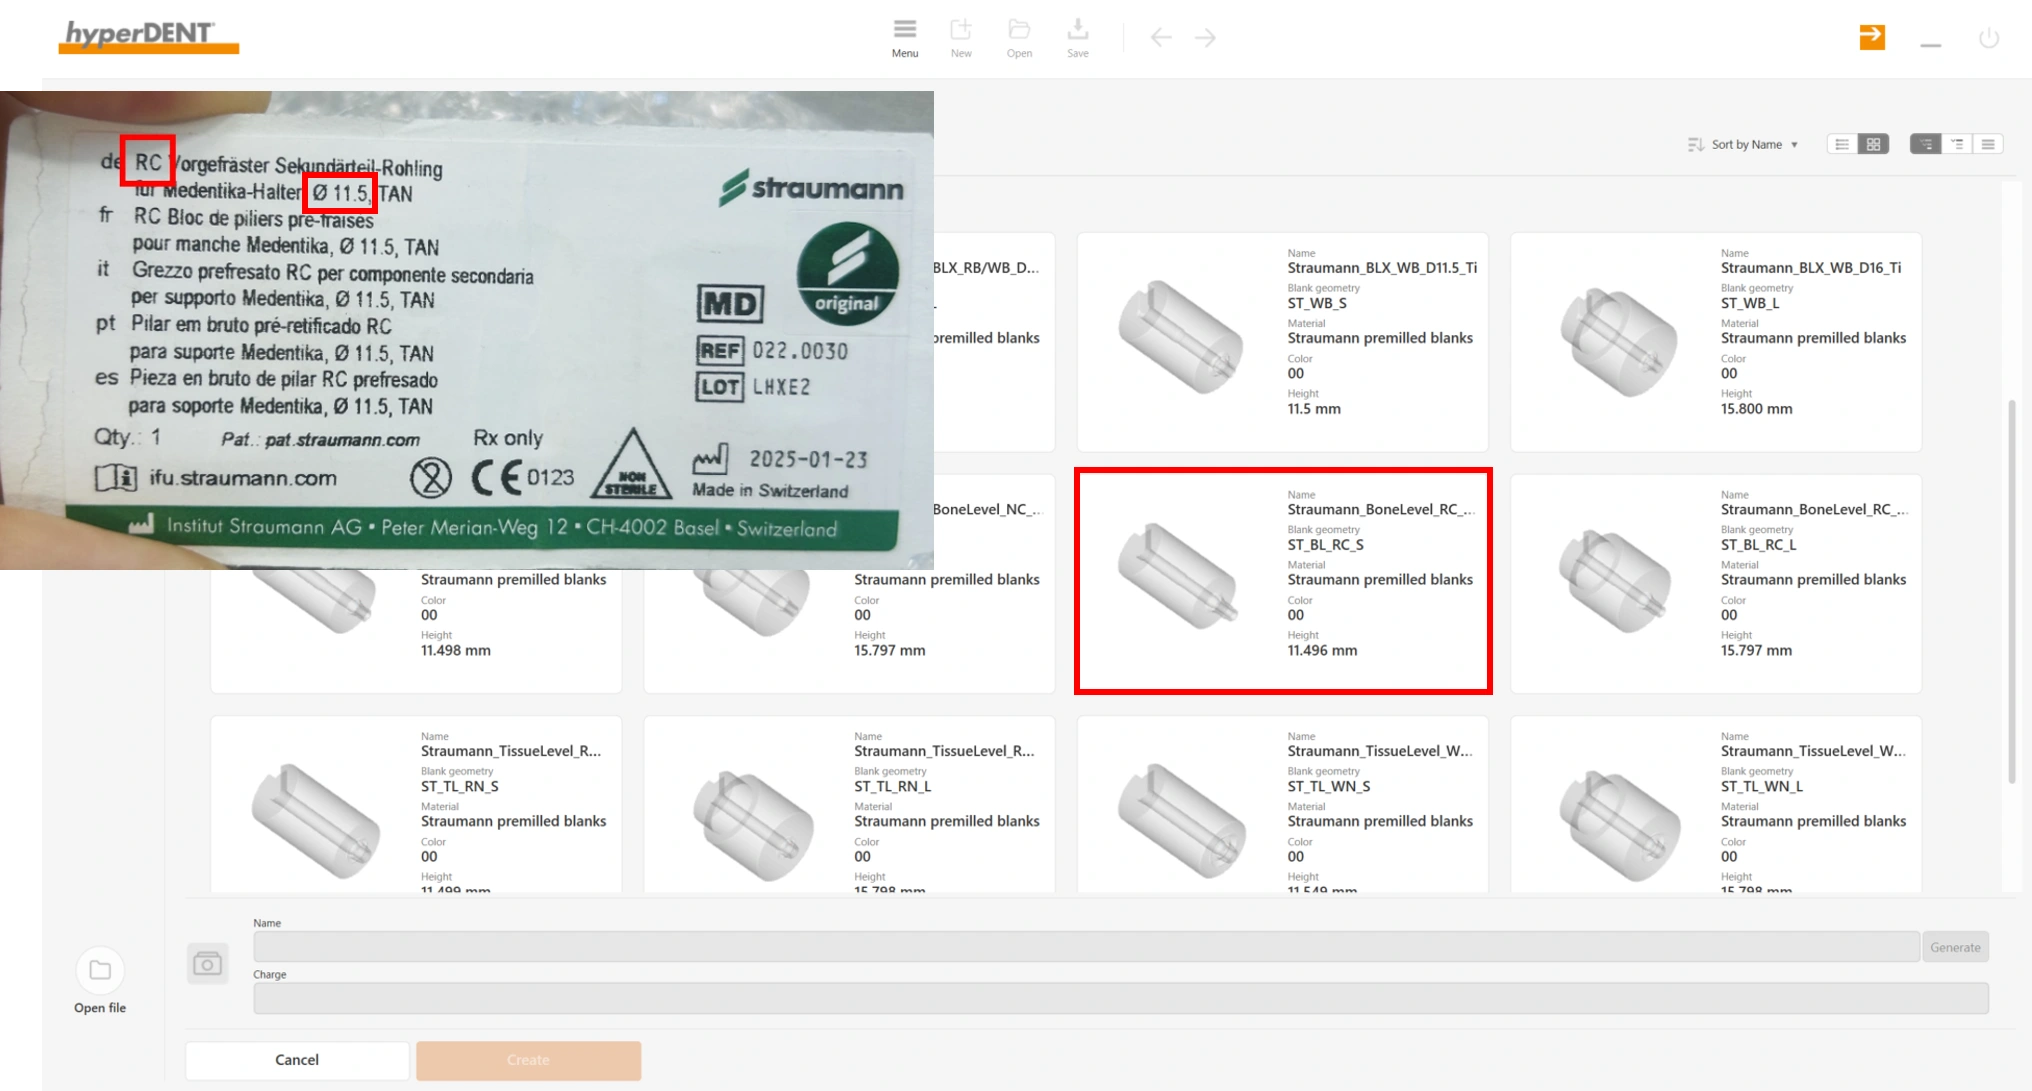 hyperDENT
Menu
New
Open
Save
Sort by Name
de RC Vorgefräster Sekundärteil-Rohling
für Medentika-Halter Ø 11.5, TAN
fr RC Bloc de piliers pré-fraisés
pour manche Medentika, Ø 11.5, TAN
it Grezzo prefresato RC per componente secondaria
per supporto Medentika, Ø 11.5, TAN
pt Pilar em bruto pré-retificado RC
para suporte Medentika, Ø 11.5, TAN
es Pieza en bruto de pilar RC prefresado
para soporte Medentika, Ø 11.5, TAN
Qty.: 1 Pat.: pat.straumann.com Rx only
ifu.straumann.com
CE 0123
NON
STERILE
straumann
original
MD
REF 022.0030
LOT LHXE2
2025-01-23
Made in Switzerland
Institut Straumann AG • Peter Merian-Weg 12 • CH-4002 Basel • Switzerland
BLX_RB/WB_D...
premilled blanks
Name
Straumann_BLX_WB_D11.5_Ti
Blank geometry
ST_WB_S
Material
Straumann premilled blanks
Color
00
Height
11.5 mm
Name
Straumann_BLX_WB_D16_Ti
Blank geometry
ST_WB_L
Material
Straumann premilled blanks
Color
00
Height
15.800 mm
Straumann premilled blanks
Color
00
Height
11.498 mm
BoneLevel_NC_...
Straumann premilled blanks
Color
00
Height
15.797 mm
Name
Straumann_BoneLevel_RC_...
Blank geometry
ST_BL_RC_S
Material
Straumann premilled blanks
Color
00
Height
11.496 mm
Name
Straumann_BoneLevel_RC_...
Blank geometry
ST_BL_RC_L
Material
Straumann premilled blanks
Color
00
Height
15.797 mm
Name
Straumann_TissueLevel_R...
Blank geometry
ST_TL_RN_S
Material
Straumann premilled blanks
Color
00
Height
11.499 mm
Name
Straumann_TissueLevel_R...
Blank geometry
ST_TL_RN_L
Material
Straumann premilled blanks
Color
00
Height
15.798 mm
Name
Straumann_TissueLevel_W...
Blank geometry
ST_TL_WN_S
Material
Straumann premilled blanks
Color
00
Height
11.549 mm
Name
Straumann_TissueLevel_W...
Blank geometry
ST_TL_WN_L
Material
Straumann premilled blanks
Color
00
Height
15.798 mm
Name
Generate
Charge
Open file
Cancel
Create